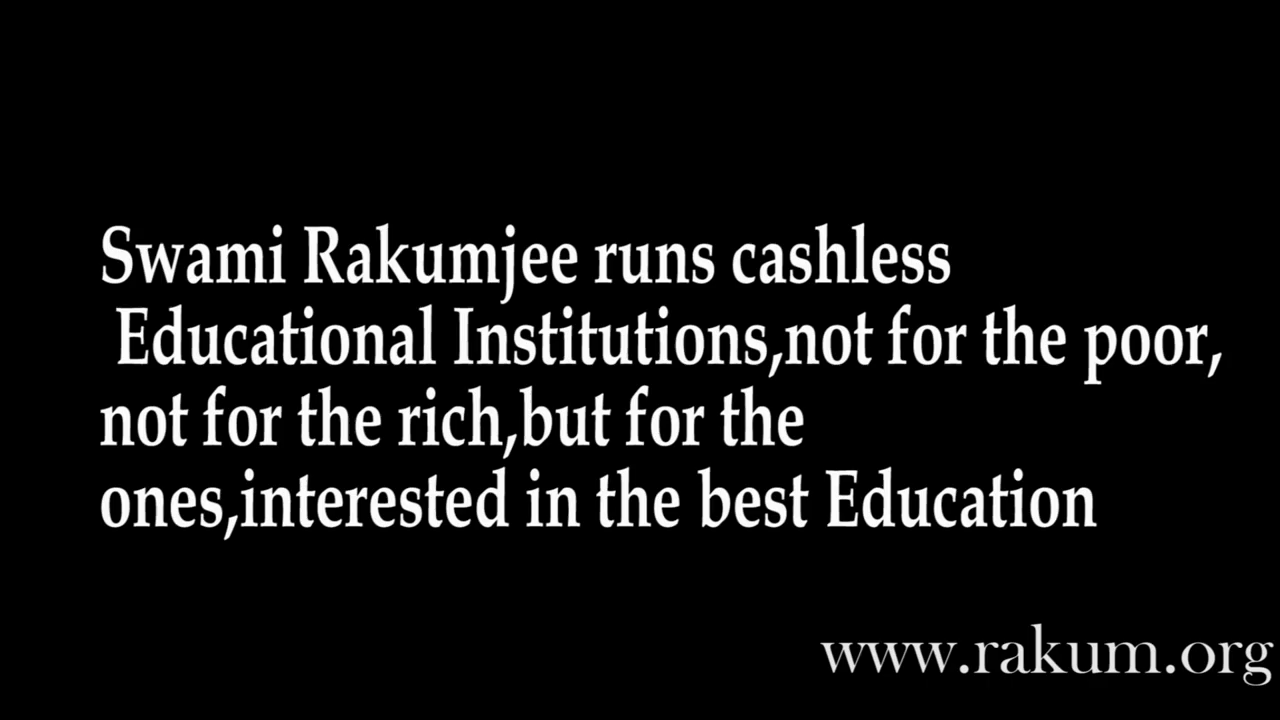 Swami Rakumjee runs cashless
Educational Institutions,not for the poor,
not for the rich,but for the
ones,interested in the best Education
www.rakum.org